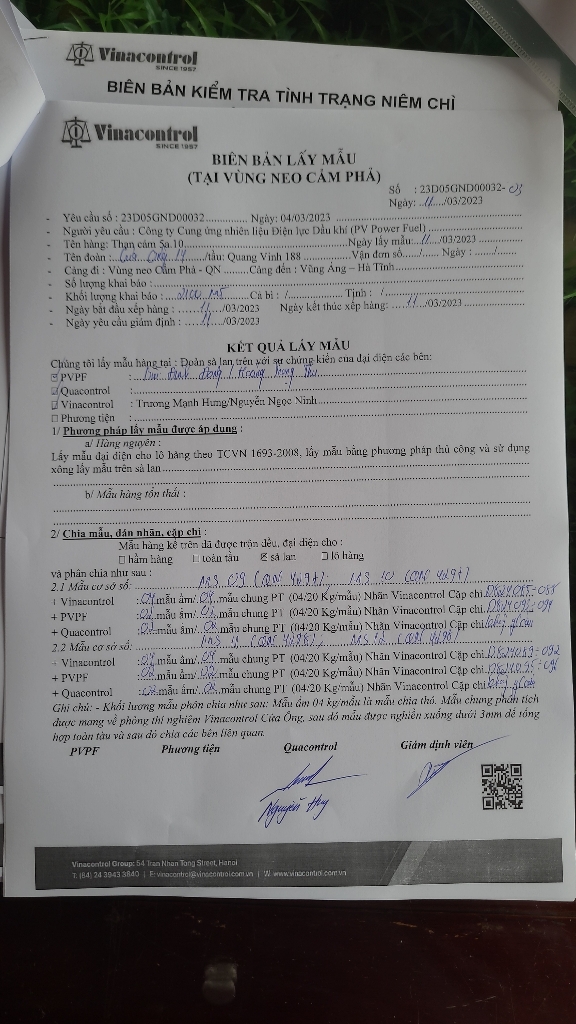 Vinacontrol
SINCE 1957
BIÊN BẢN KIỂM TRA TÌNH TRẠNG NIÊM CHÌ
Vinacontrol
SINCE 1957
BIÊN BẢN LẤY MẪU
(TẠI VÙNG NEO CẨM PHẢ)
Số : 23D05GND00032- 03
Ngày: ..11..../03/2023
- Yêu cầu số : 23D05GND00032.............. Ngày: 04/03/2023
- Người yêu cầu : Công ty Cung ứng nhiên liệu Điện lực Dầu khí (PV Power Fuel)
- Tên hàng: Than cám 5a.10 Ngày lấy mẫu: 11 /03/2023
- Tên đoàn : /tầu: Quang Vinh 188 Vận đơn số:..../..... Ngày : ....../......
- Cảng đi : Vùng neo Cẩm Phả - QN Cảng đến : Vũng Áng – Hà Tĩnh
- Số lượng khai báo :
- Khối lượng khai báo : Cà bi : /.............. Tịnh : /
- Ngày bắt đầu xếp hàng : 11 /03/2023 Ngày kết thúc xếp hàng: 11 /03/2023
- Ngày yêu cầu giám định : 11 /03/2023
KẾT QUẢ LẤY MẪU
Chúng tôi lấy mẫu hàng tại : Đoàn sà lan trên với sự chứng kiến của đại diện các bên:
☑ PVPF :
☑ Quacontrol :
☑ Vinacontrol : Trương Mạnh Hưng/Nguyễn Ngọc Ninh
☐ Phương tiện :
1/ Phương pháp lấy mẫu được áp dụng :
a/ Hàng nguyên :
Lấy mẫu đại diện cho lô hàng theo TCVN 1693-2008, lấy mẫu bằng phương pháp thủ công và sử dụng
xông lấy mẫu trên sà lan
b/ Mẫu hàng tổn thất :
2/ Chia mẫu, dán nhãn, cặp chì :
Mẫu hàng kể trên đã được trộn đều, đại diện cho :
☐ hầm hàng ☐ toàn tầu ☑ sà lan ☐ lô hàng
và phân chia như sau :
2.1 Mẫu cơ sở số:
+ Vinacontrol : mẫu ẩm/ mẫu chung PT (04/20 Kg/mẫu) Nhãn Vinacontrol Cặp chì
+ PVPF : mẫu ẩm/ mẫu chung PT (04/20 Kg/mẫu) Nhãn Vinacontrol Cặp chì
+ Quacontrol : mẫu ẩm/ mẫu chung PT (04/20 Kg/mẫu) Nhãn Vinacontrol Cặp chì
2.2 Mẫu cơ sở số:
+ Vinacontrol : mẫu ẩm/ mẫu chung PT (04/20 Kg/mẫu) Nhãn Vinacontrol Cặp chì
+ PVPF : mẫu ẩm/ mẫu chung PT (04/20 Kg/mẫu) Nhãn Vinacontrol Cặp chì
+ Quacontrol : mẫu ẩm/ mẫu chung PT (04/20 Kg/mẫu) Nhãn Vinacontrol Cặp chì
Ghi chú: - Khối lượng mẫu phân chia như sau: Mẫu ẩm 04 kg/mẫu là mẫu chia thô. Mẫu chung phân tích
được mang về phòng thí nghiệm Vinacontrol Cửa Ông, sau đó mẫu được nghiền xuống dưới 3mm để tổng
hợp toàn tàu và sau đó chia các bên liên quan.
PVPF Phương tiện Quacontrol Giám định viên
Nguyễn Huy
Vinacontrol Group: 54 Tran Nhan Tong Street, Hanoi
T: (84) 24 3943 3840 | E: vinacontrol@vinacontrol.com.vn | W: www.vinacontrol.com.vn